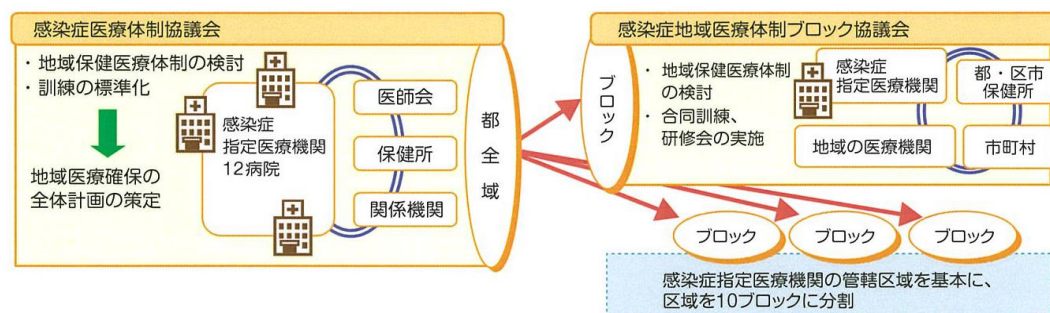 感染症医療体制協議会
・地域保健医療体制の検討
・訓練の標準化
地域医療確保の
全体計画の策定
感染症
指定医療機関
12病院
医師会
保健所
関係機関
都全域
感染症地域医療体制ブロック協議会
ブロック
・地域保健医療体制
の検討
・合同訓練、
研修会の実施
感染症
指定医療機関
都・区市
保健所
地域の医療機関
市町村
ブロック
ブロック
ブロック
感染症指定医療機関の管轄区域を基本に、
区域を10ブロックに分割